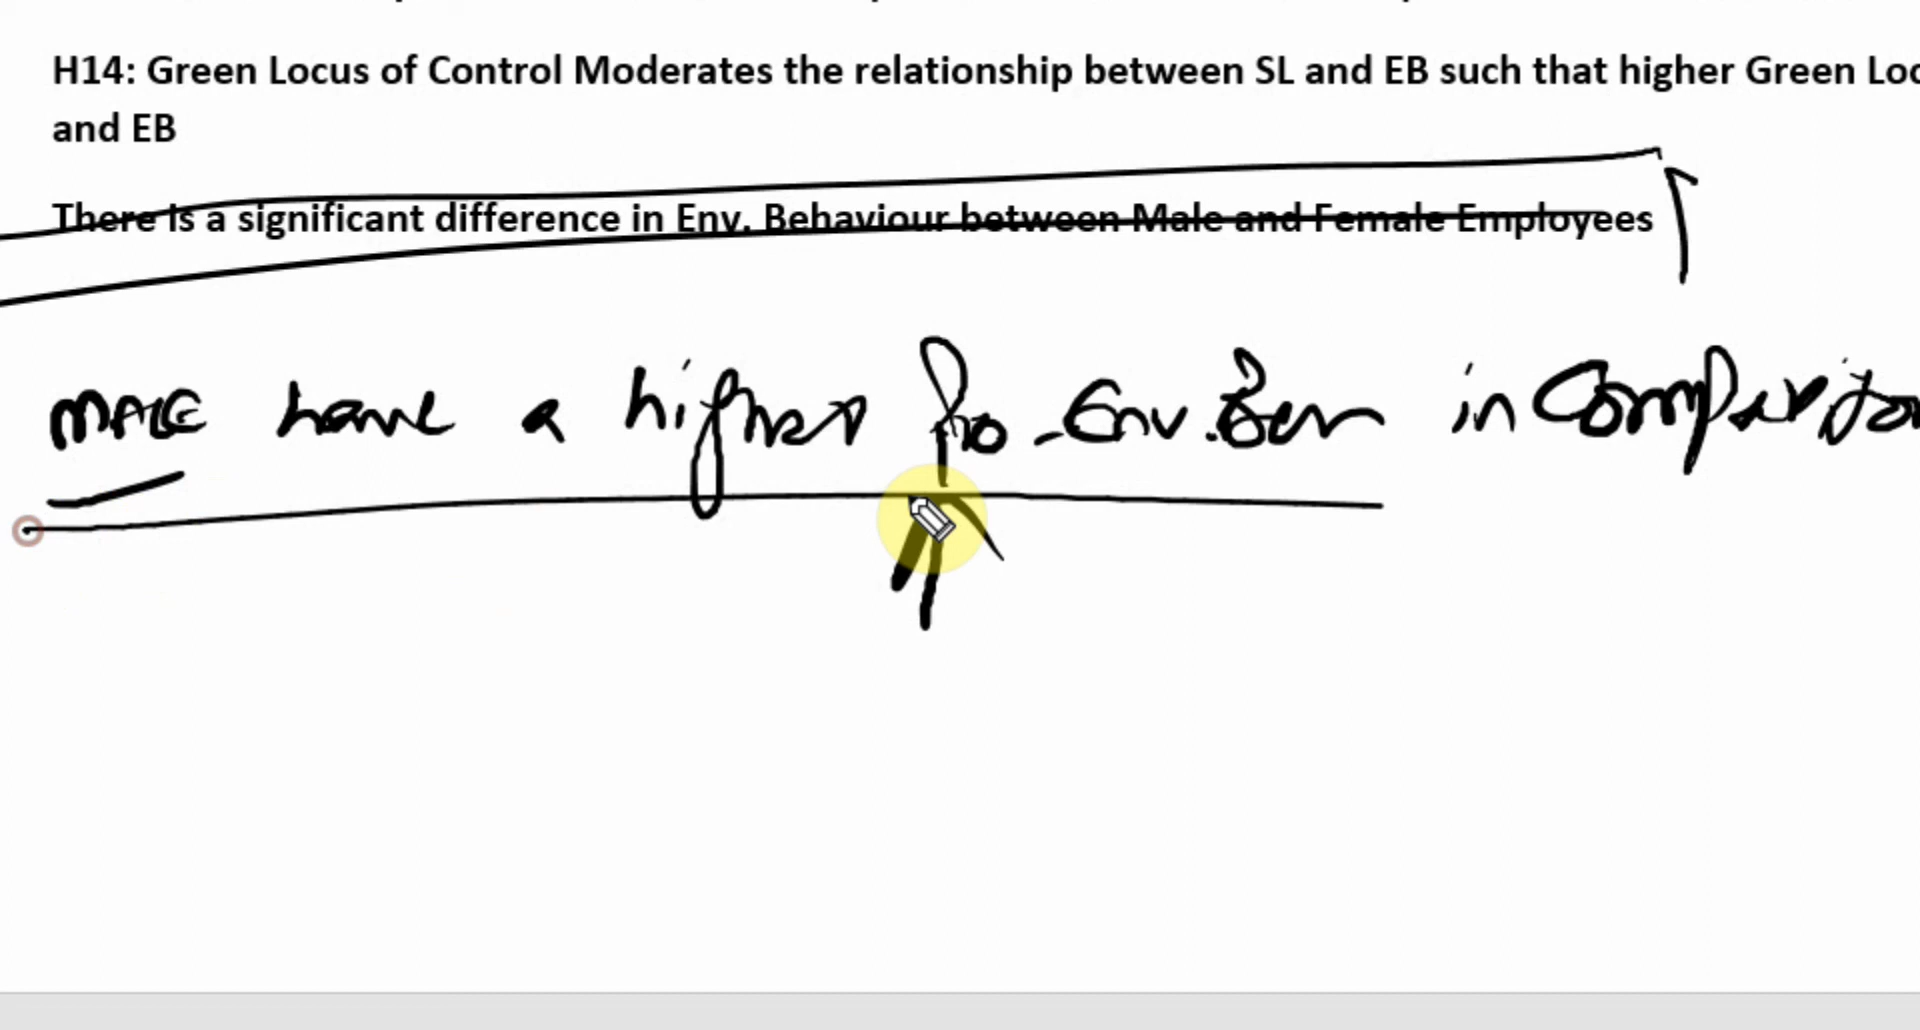 H14: Green Locus of Control Moderates the relationship between SL and EB such that higher Green Loc
and EB
There is a significant difference in Env. Behaviour between Male and Female Employees
MALE have a higher Pro-Env. Beh in Comparison